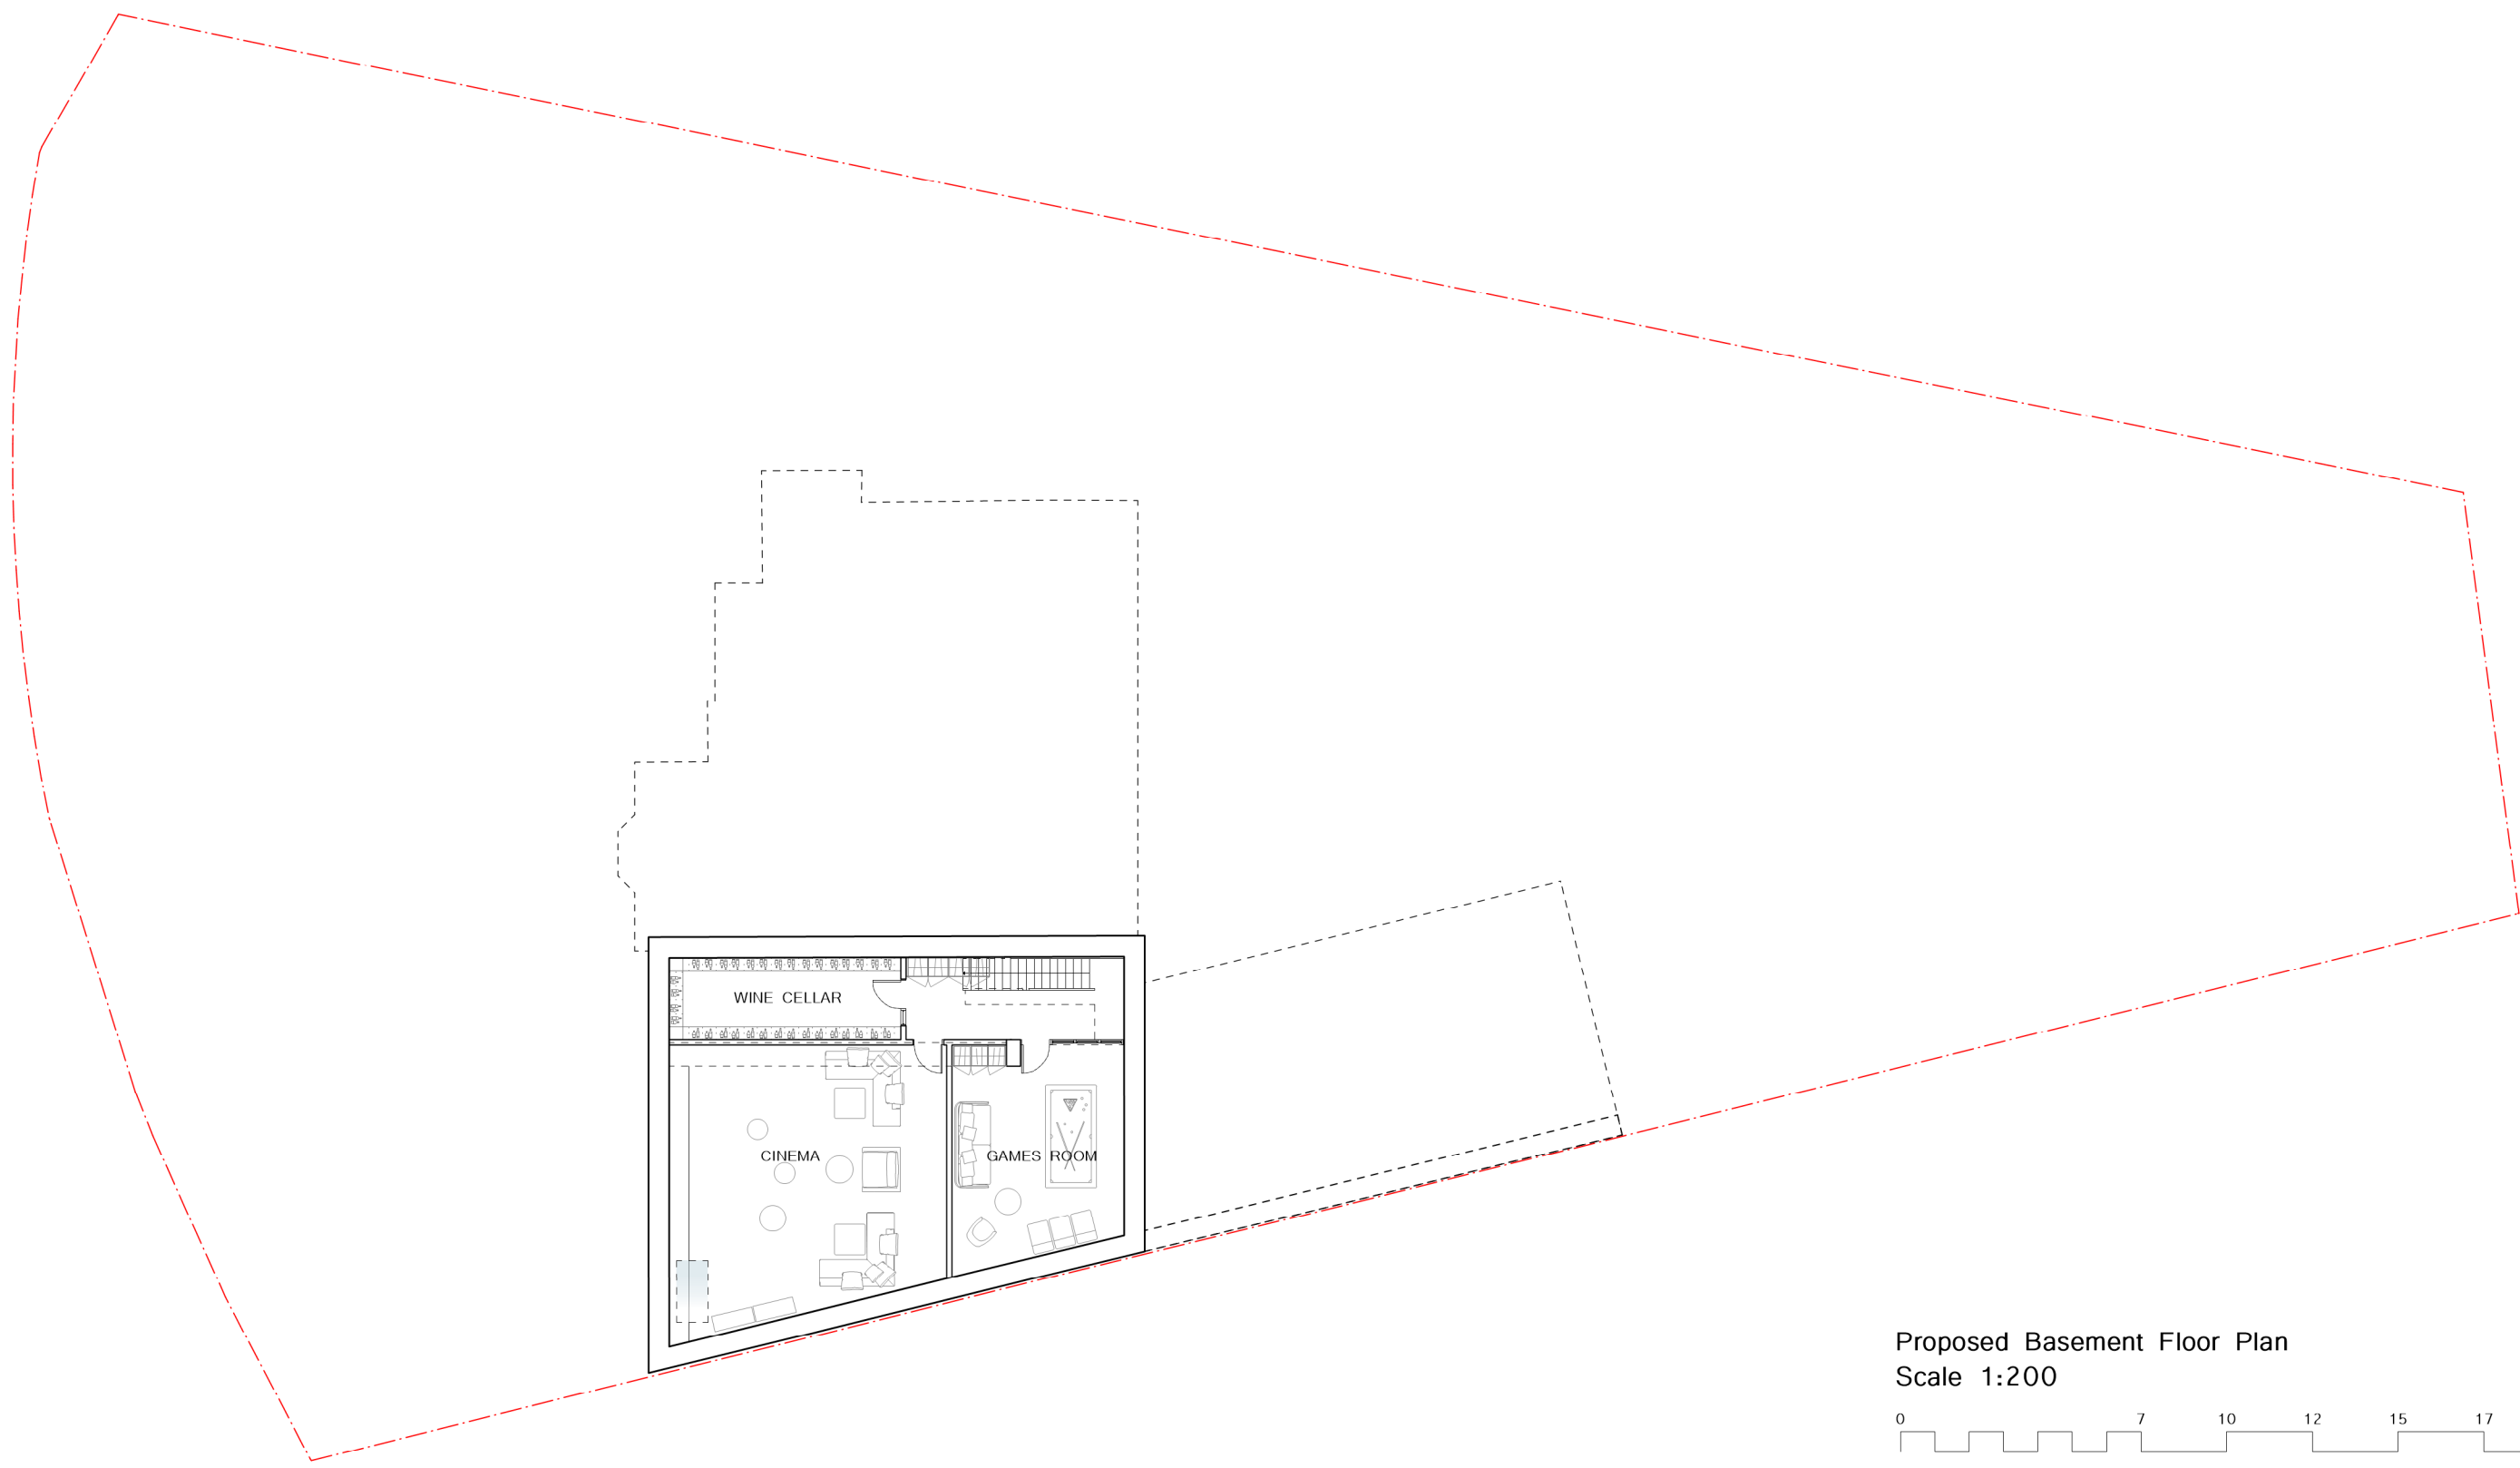 WINE CELLAR
CINEMA
GAMES ROOM
Proposed Basement Floor Plan
Scale 1:200
0 7 10 12 15 17